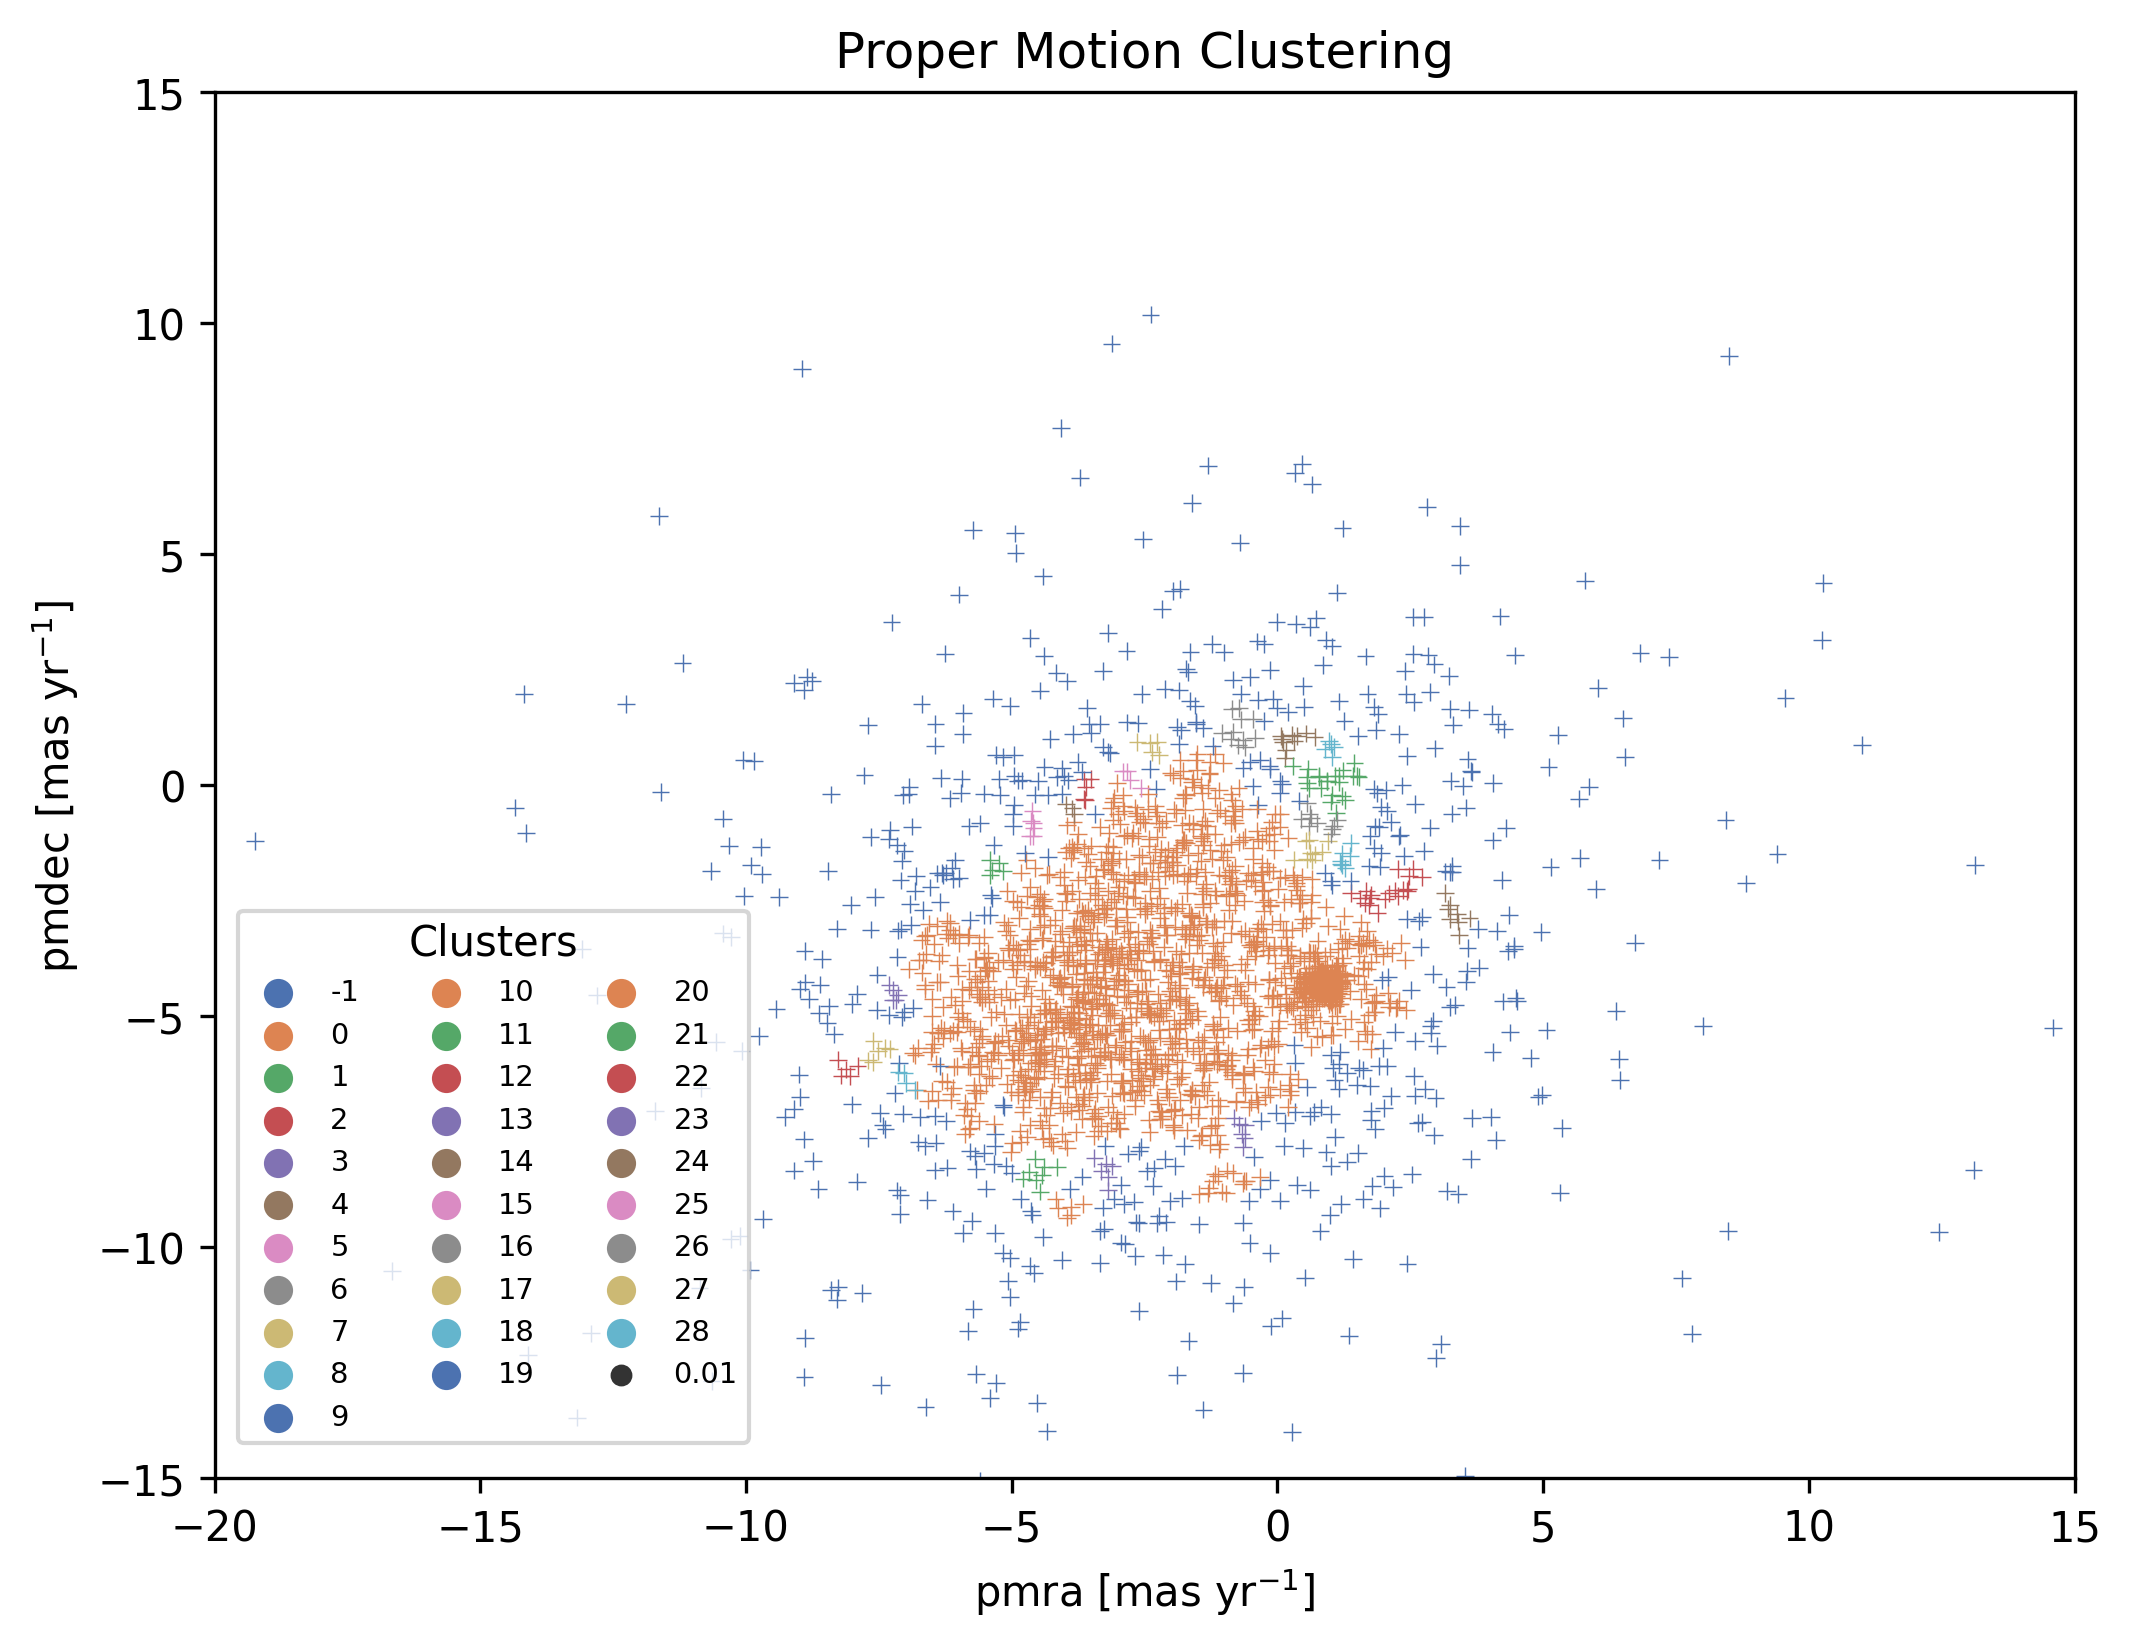 Proper Motion Clustering
15
10
5
0
−5
−10
−15
pmdec [mas yr⁻¹]
Clusters
-1 10 20
0 11 21
1 12 22
2 13 23
3 14 24
4 15 25
5 16 26
6 17 27
7 18 28
8 19 0.01
9
−20 −15 −10 −5 0 5 10 15
pmra [mas yr⁻¹]